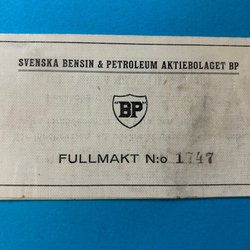 SVENSKA BENSIN & PETROLEUM AKTIEBOLAGET BP
"BP"
FULLMAKT N:o 1747